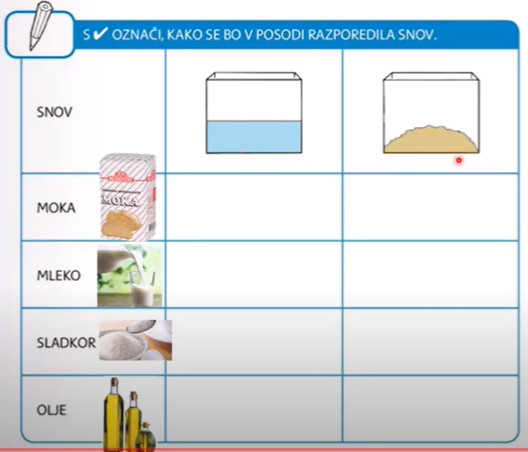 S ✔ OZNAČI, KAKO SE BO V POSODI RAZPOREDILA SNOV.
SNOV
MOKA
MOKA
MLEKO
SLADKOR
OLJE